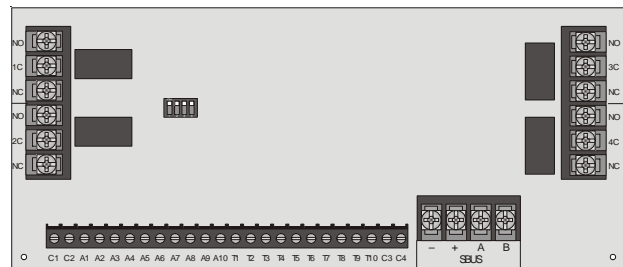 NO
1C
NC
NO
2C
NC
NO
3C
NC
NO
4C
NC
C1 C2 A1 A2 A3 A4 A5 A6 A7 A8 A9 A10 T1 T2 T3 T4 T5 T6 T7 T8 T9 T10 C3 C4
– + A B
SBUS